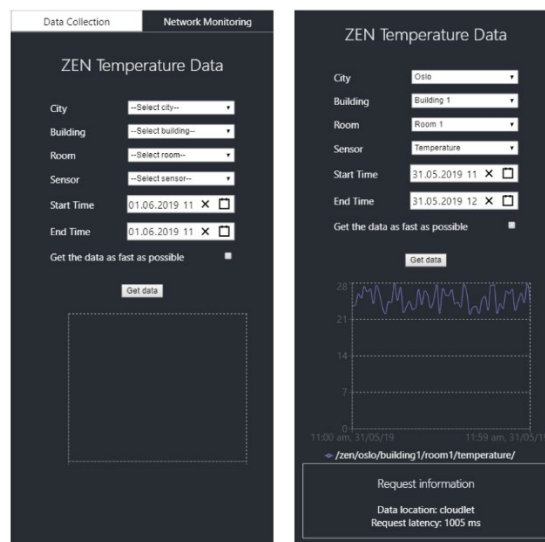 Data Collection
Network Monitoring
ZEN Temperature Data
City
--Select city--
Building
--Select building--
Room
--Select room--
Sensor
--Select sensor--
Start Time
01.06.2019 11
End Time
01.06.2019 11
Get the data as fast as possible
Get data
ZEN Temperature Data
City
Oslo
Building
Building 1
Room
Room 1
Sensor
Temperature
Start Time
31.05.2019 11
End Time
31.05.2019 12
Get the data as fast as possible
Get data
28
21
14
7
0
11:00 am, 31/05/19
11:59 am, 31/05/19
/zen/oslo/building1/room1/temperature/
Request information
Data location: cloudlet
Request latency: 1005 ms